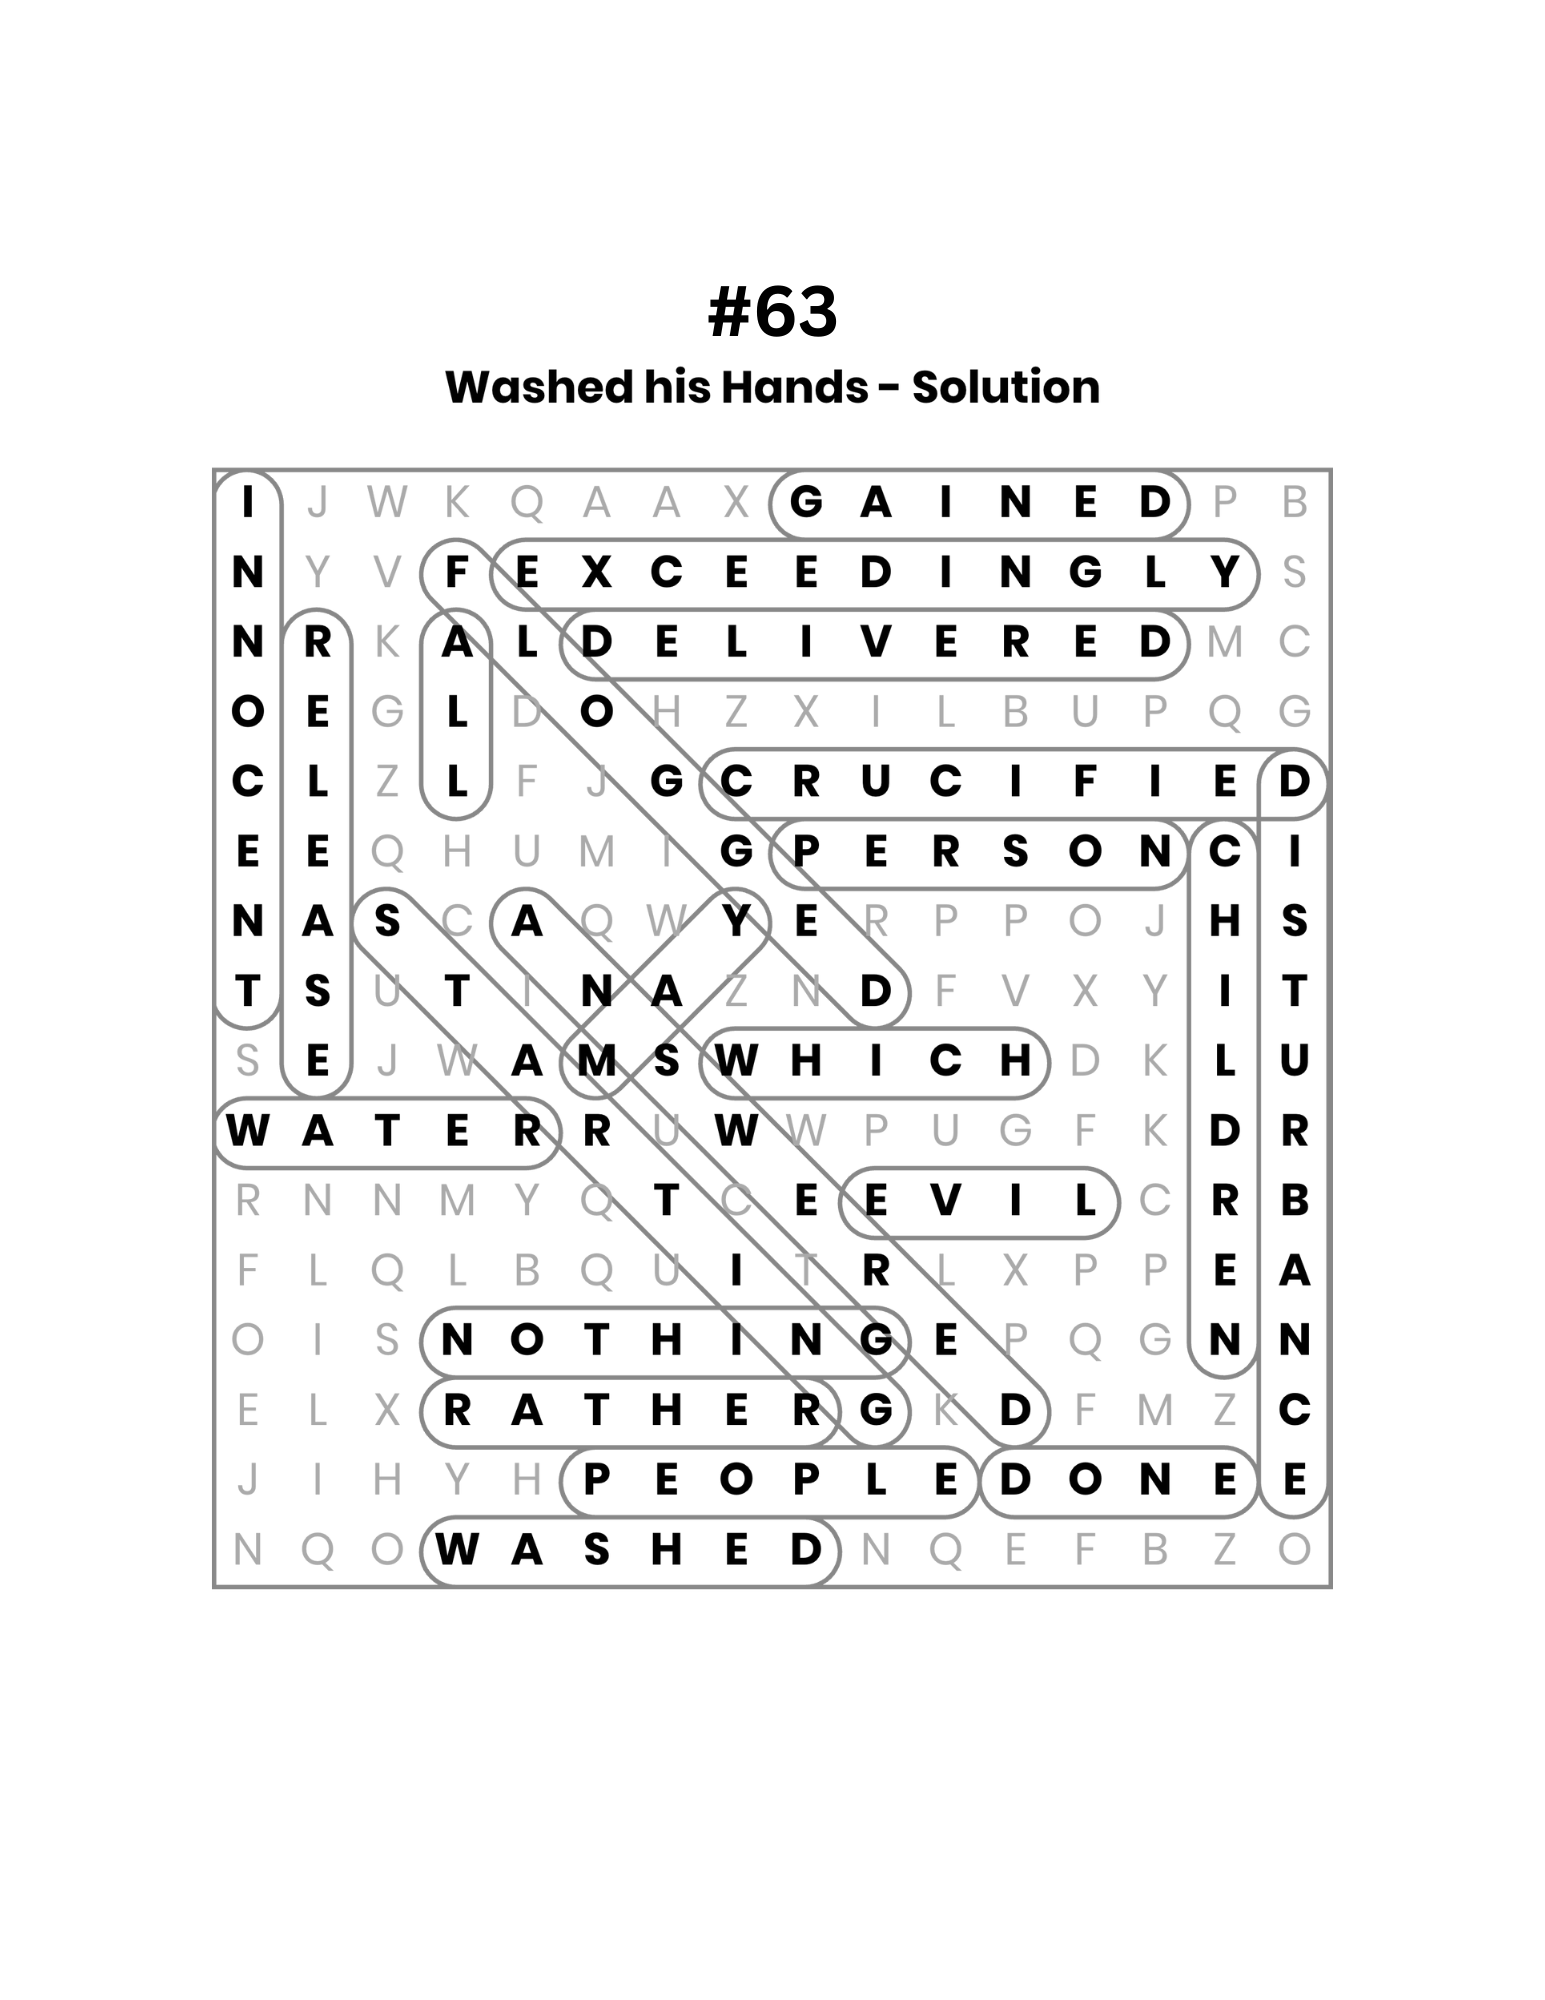 #63
Washed his Hands - Solution
I J W K Q A A X G A I N E D P B
N Y V F E X C E E D I N G L Y S
N R K A L D E L I V E R E D M C
O E G L D O H Z X I L B U P Q G
C L Z L F J G C R U C I F I E D
E E Q H U M I G P E R S O N C I
N A S C A Q W Y E R P P O J H S
T S U T I N A Z N D F V X Y I T
S E J W A M S W H I C H D K L U
W A T E R R U W W P U G F K D R
R N N M Y Q T C E E V I L C R B
F L Q L B Q U I T R L X P P E A
O I S N O T H I N G E P Q G N N
E L X R A T H E R G K D F M Z C
J I H Y H P E O P L E D O N E E
N Q O W A S H E D N Q E F B Z O